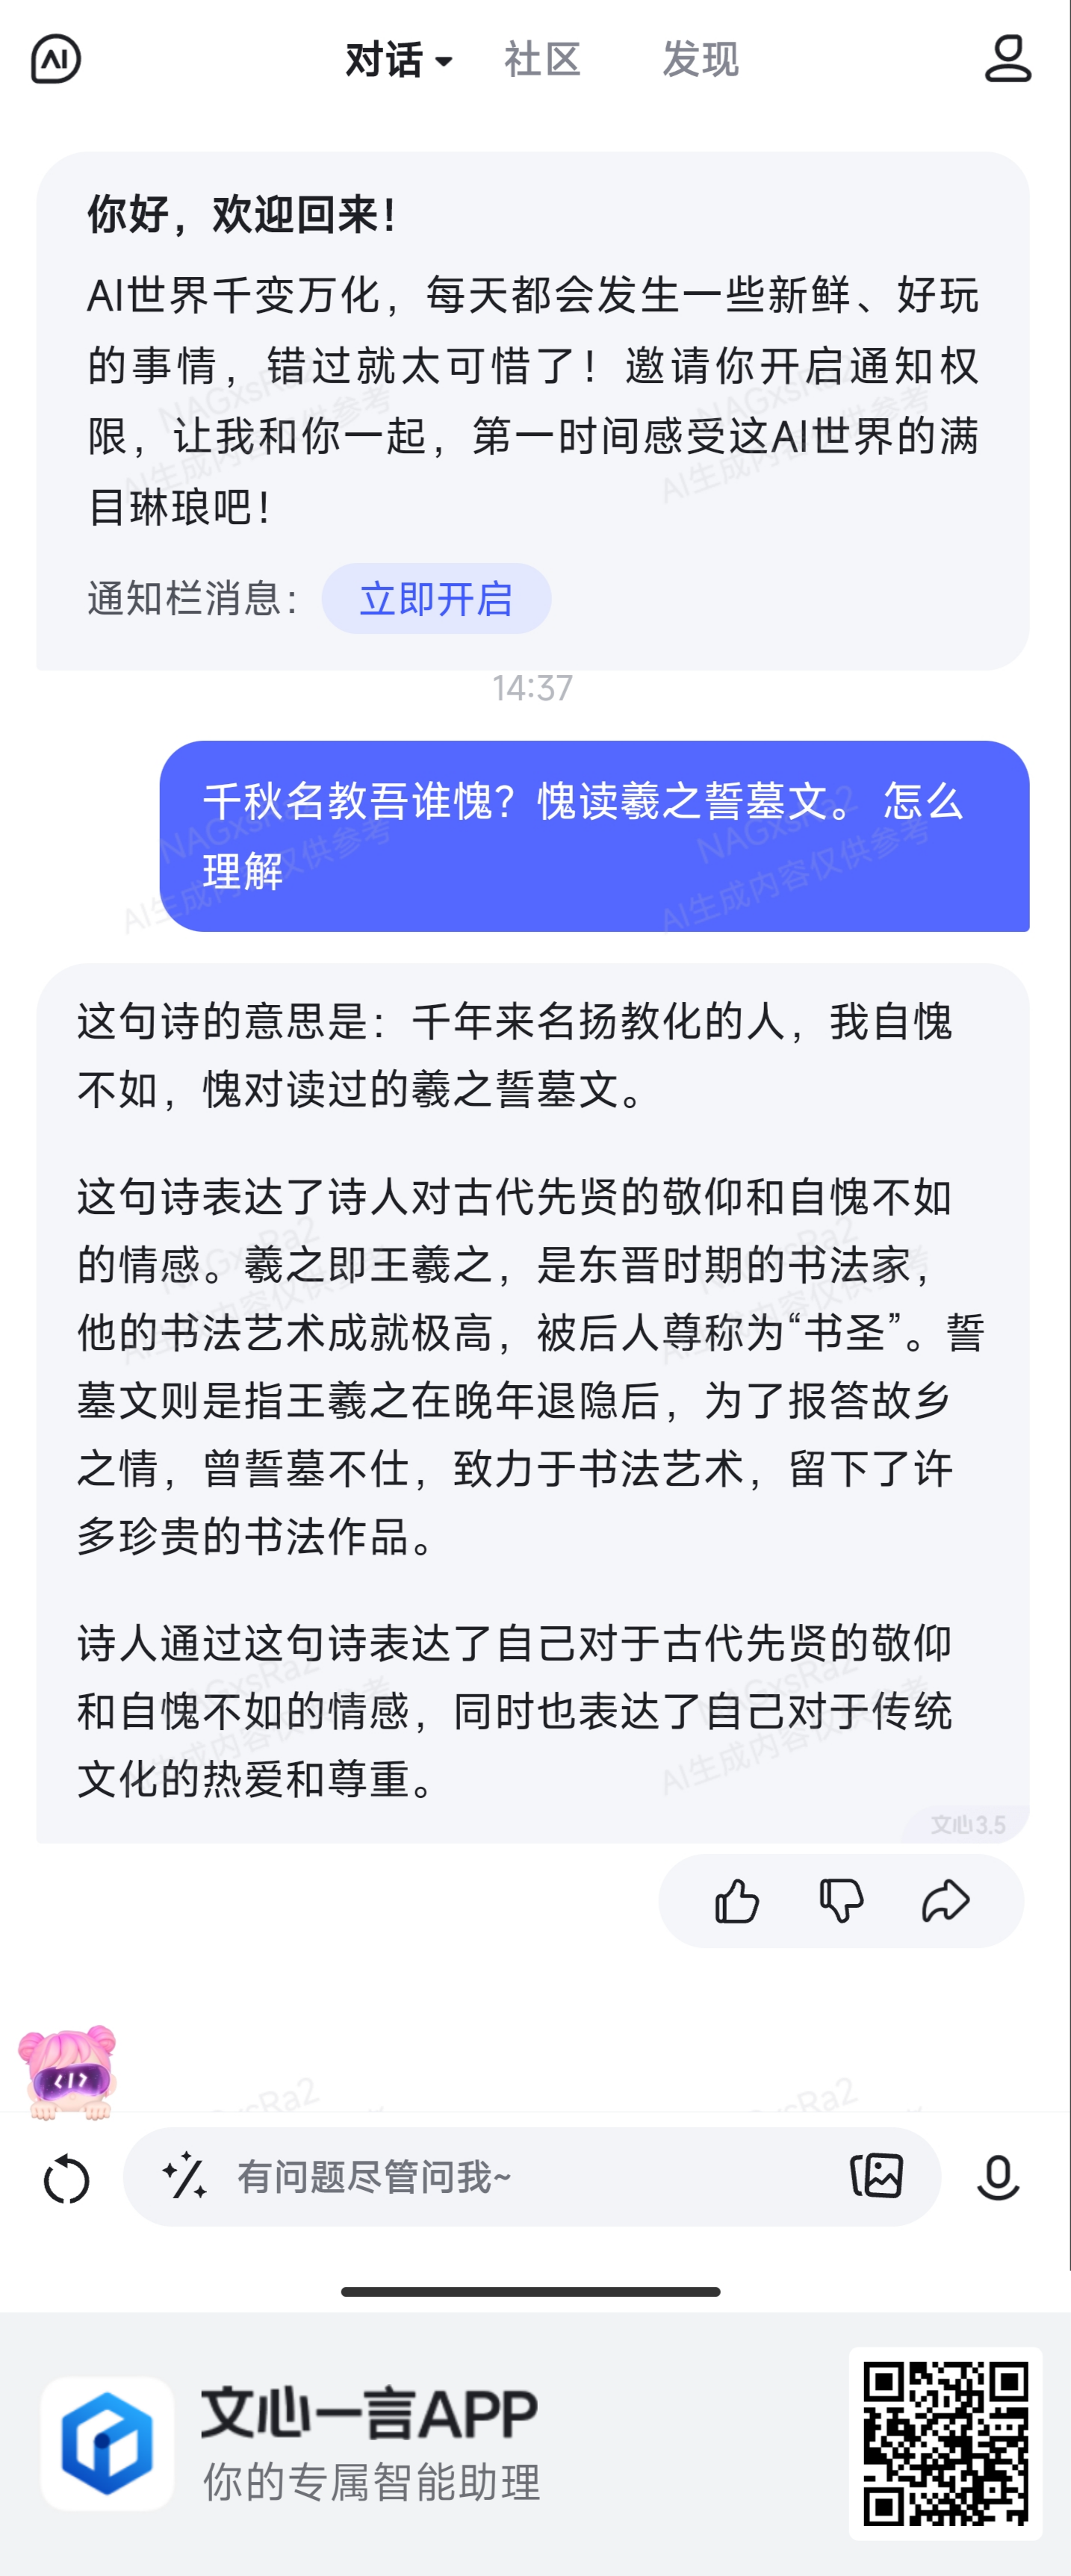 AI 对话 社区 发现
你好，欢迎回来！
AI世界千变万化，每天都会发生一些新鲜、好玩
的事情，错过就太可惜了！邀请你开启通知权
限，让我和你一起，第一时间感受这AI世界的满
目琳琅吧！
通知栏消息： 立即开启
14:37
千秋名教吾谁愧？愧读羲之誓墓文。 怎么
理解
这句诗的意思是：千年来名扬教化的人，我自愧
不如，愧对读过的羲之誓墓文。
这句诗表达了诗人对古代先贤的敬仰和自愧不如
的情感。羲之即王羲之，是东晋时期的书法家，
他的书法艺术成就极高，被后人尊称为“书圣”。誓
墓文则是指王羲之在晚年退隐后，为了报答故乡
之情，曾誓墓不仕，致力于书法艺术，留下了许
多珍贵的书法作品。
诗人通过这句诗表达了自己对于古代先贤的敬仰
和自愧不如的情感，同时也表达了自己对于传统
文化的热爱和尊重。
文心3.5
有问题尽管问我~
文心一言APP
你的专属智能助理
NAGxsRa2
AI生成内容仅供参考